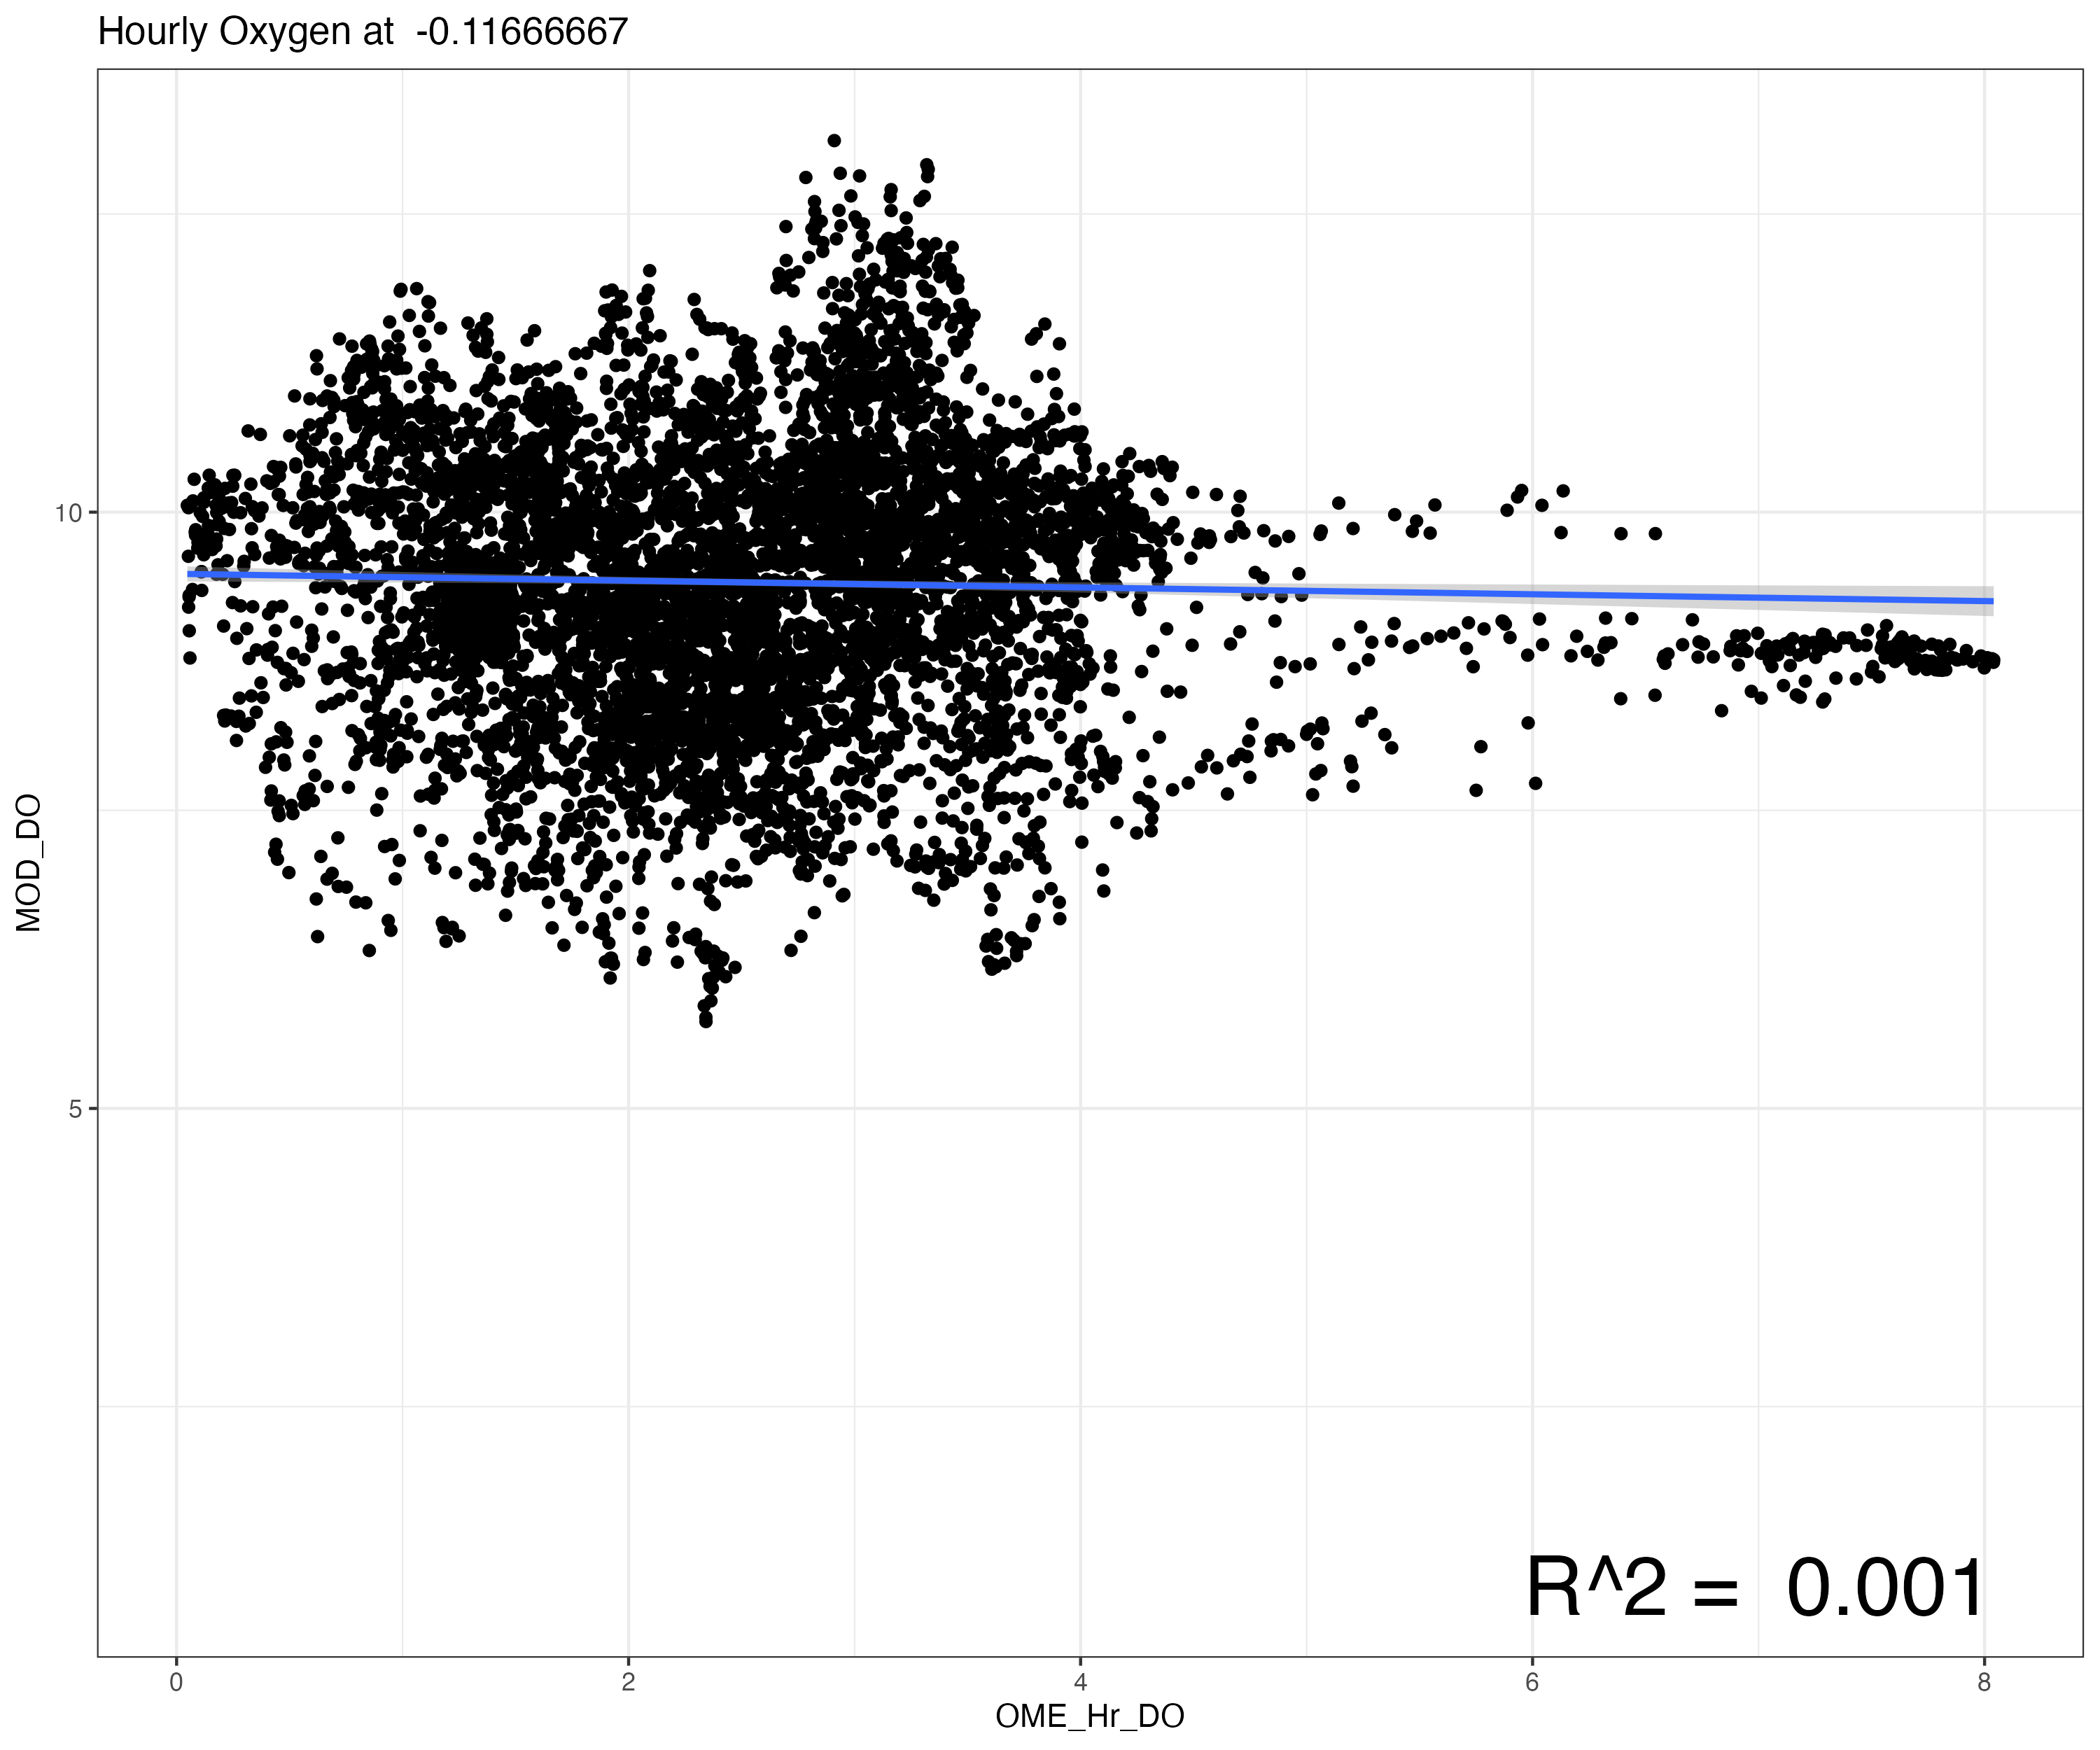 Hourly Oxygen at  -0.11666667
MOD_DO
10
5
R^2 =  0.001
0 2 4 6 8
OME_Hr_DO